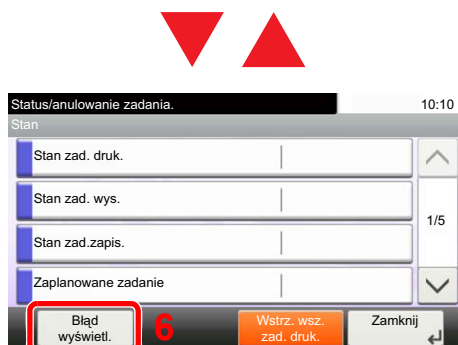 Status/anulowanie zadania.
10:10
Stan
Stan zad. druk.
Stan zad. wys.
1/5
Stan zad.zapis.
Zaplanowane zadanie
Błąd
wyświetl.
6
Wstrz. wsz.
zad. druk.
Zamknij